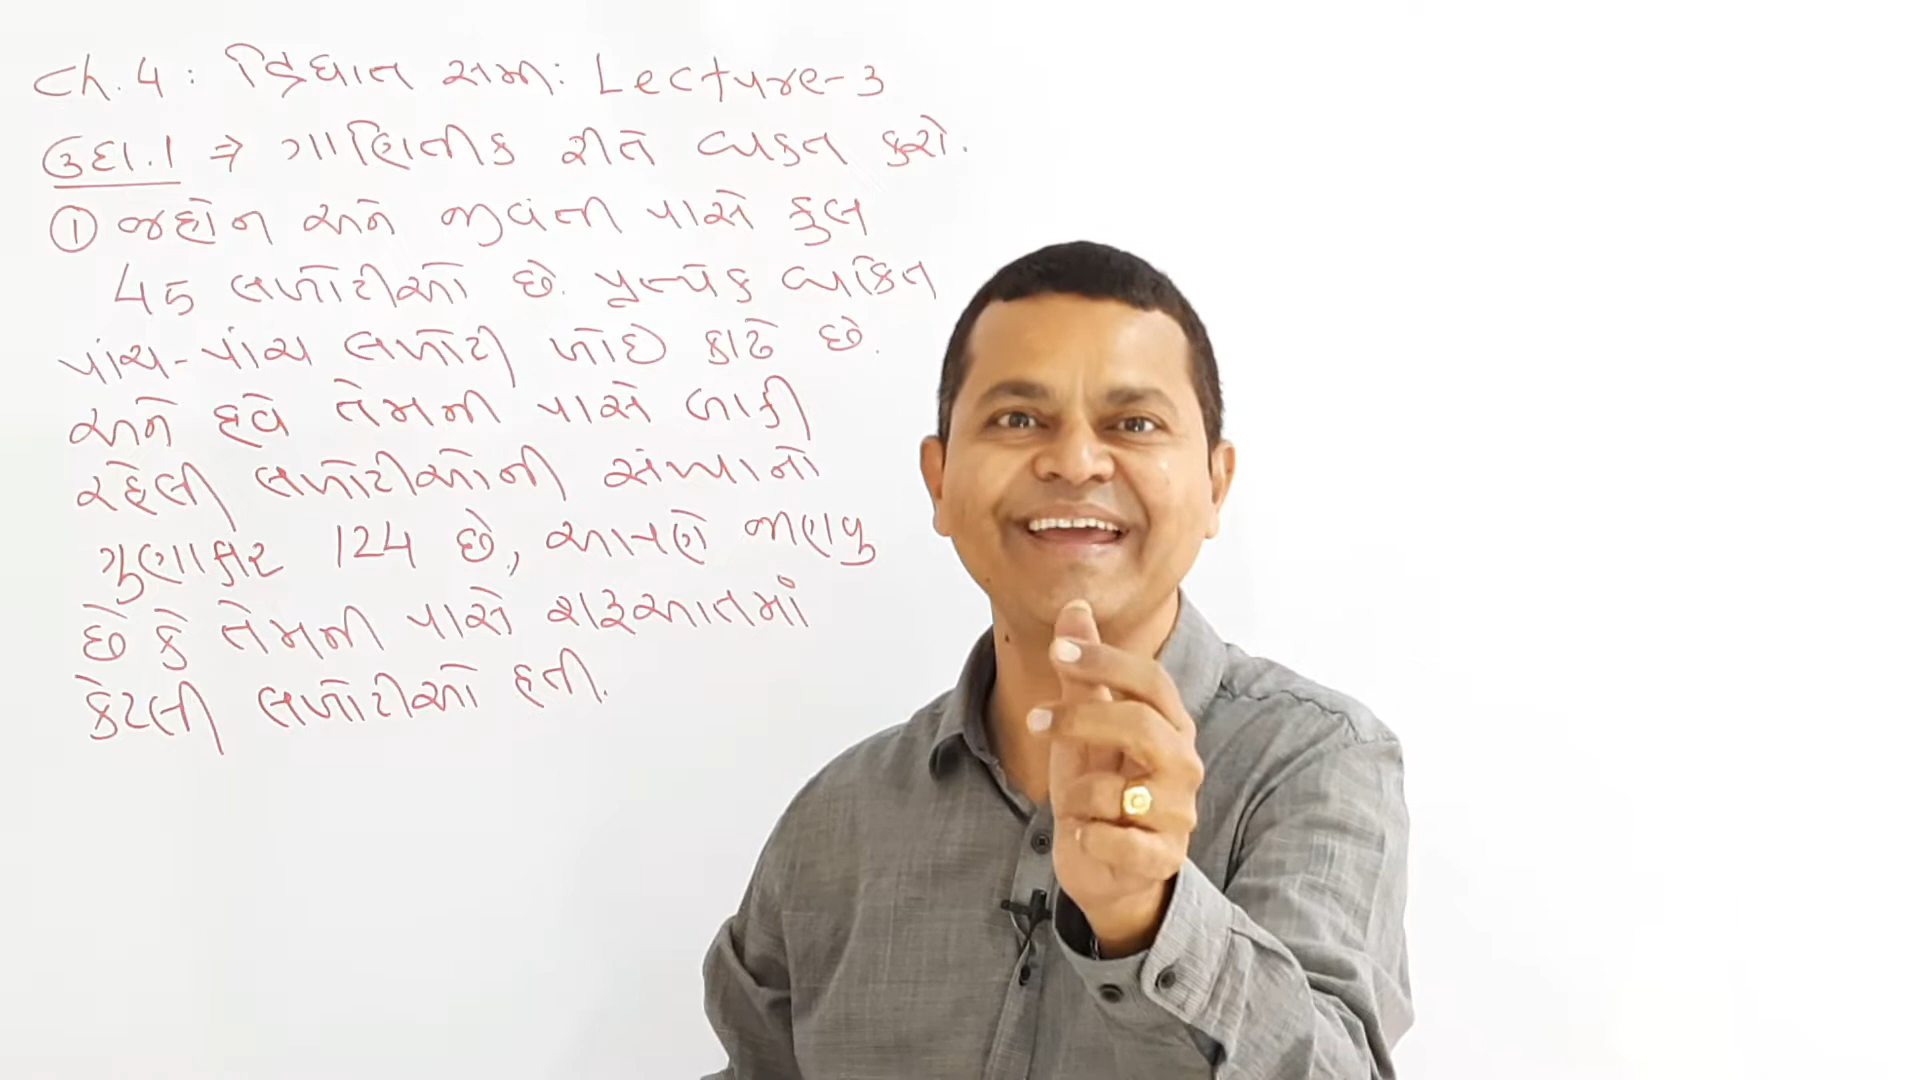 Ch.4 : દ્વિઘાત સમી: Lecture-3
ઉદા.1 ⇒ ગાણિતીક રીતે વ્યકત કરો.
① જહોન અને જીવંતી પાસે કુલ
45 લખોટીઓ છે. પ્રત્યેક વ્યકિત
પાંચ-પાંચ લખોટી ખોઈ કાઢે છે.
અને હવે તેમની પાસે બાકી
રહેલી લખોટીઓની સંખ્યાનો
ગુણાકાર 124 છે, આપણે જાણવુ
છે કે તેમની પાસે શરૂઆતમાં
કેટલી લખોટીઓ હતી.